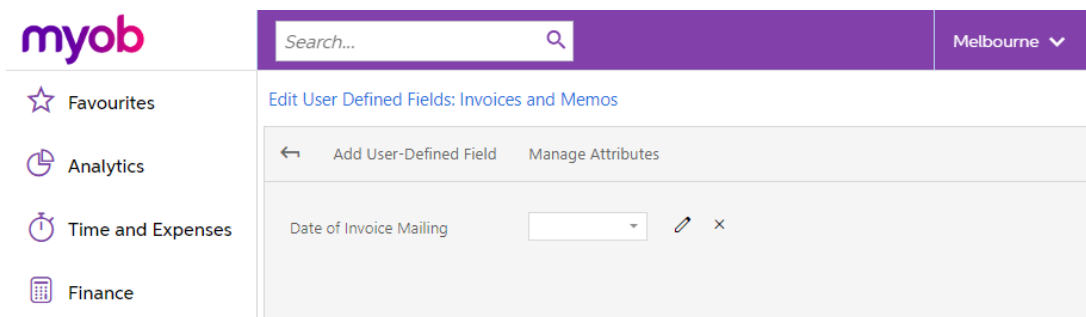 myob
Search...
Melbourne
Favourites
Analytics
Time and Expenses
Finance
Edit User Defined Fields: Invoices and Memos
Add User-Defined Field Manage Attributes
Date of Invoice Mailing